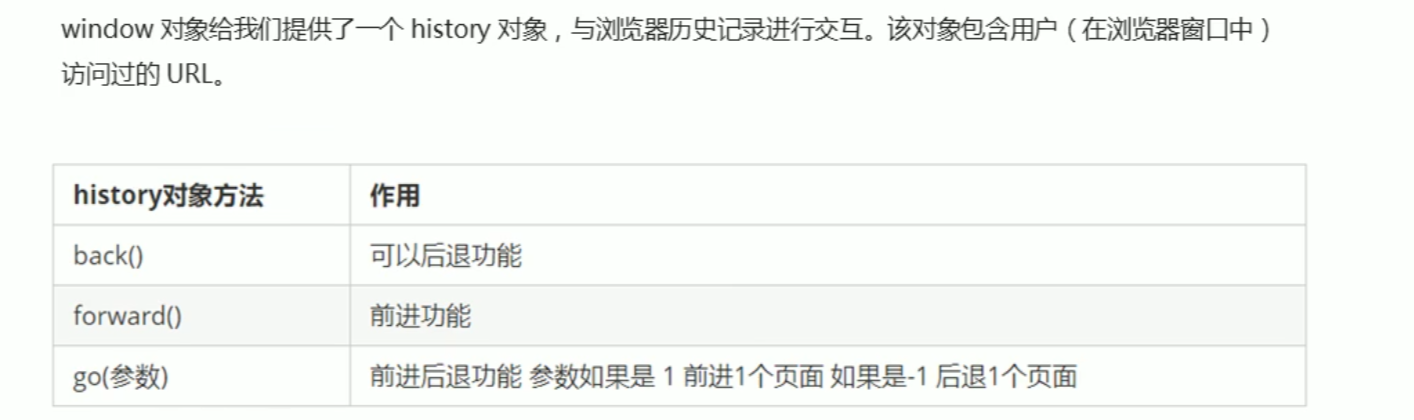 window 对象给我们提供了一个 history 对象，与浏览器历史记录进行交互。该对象包含用户（在浏览器窗口中）
访问过的 URL。
history对象方法 作用
back() 可以后退功能
forward() 前进功能
go(参数) 前进后退功能 参数如果是 1 前进1个页面 如果是-1 后退1个页面